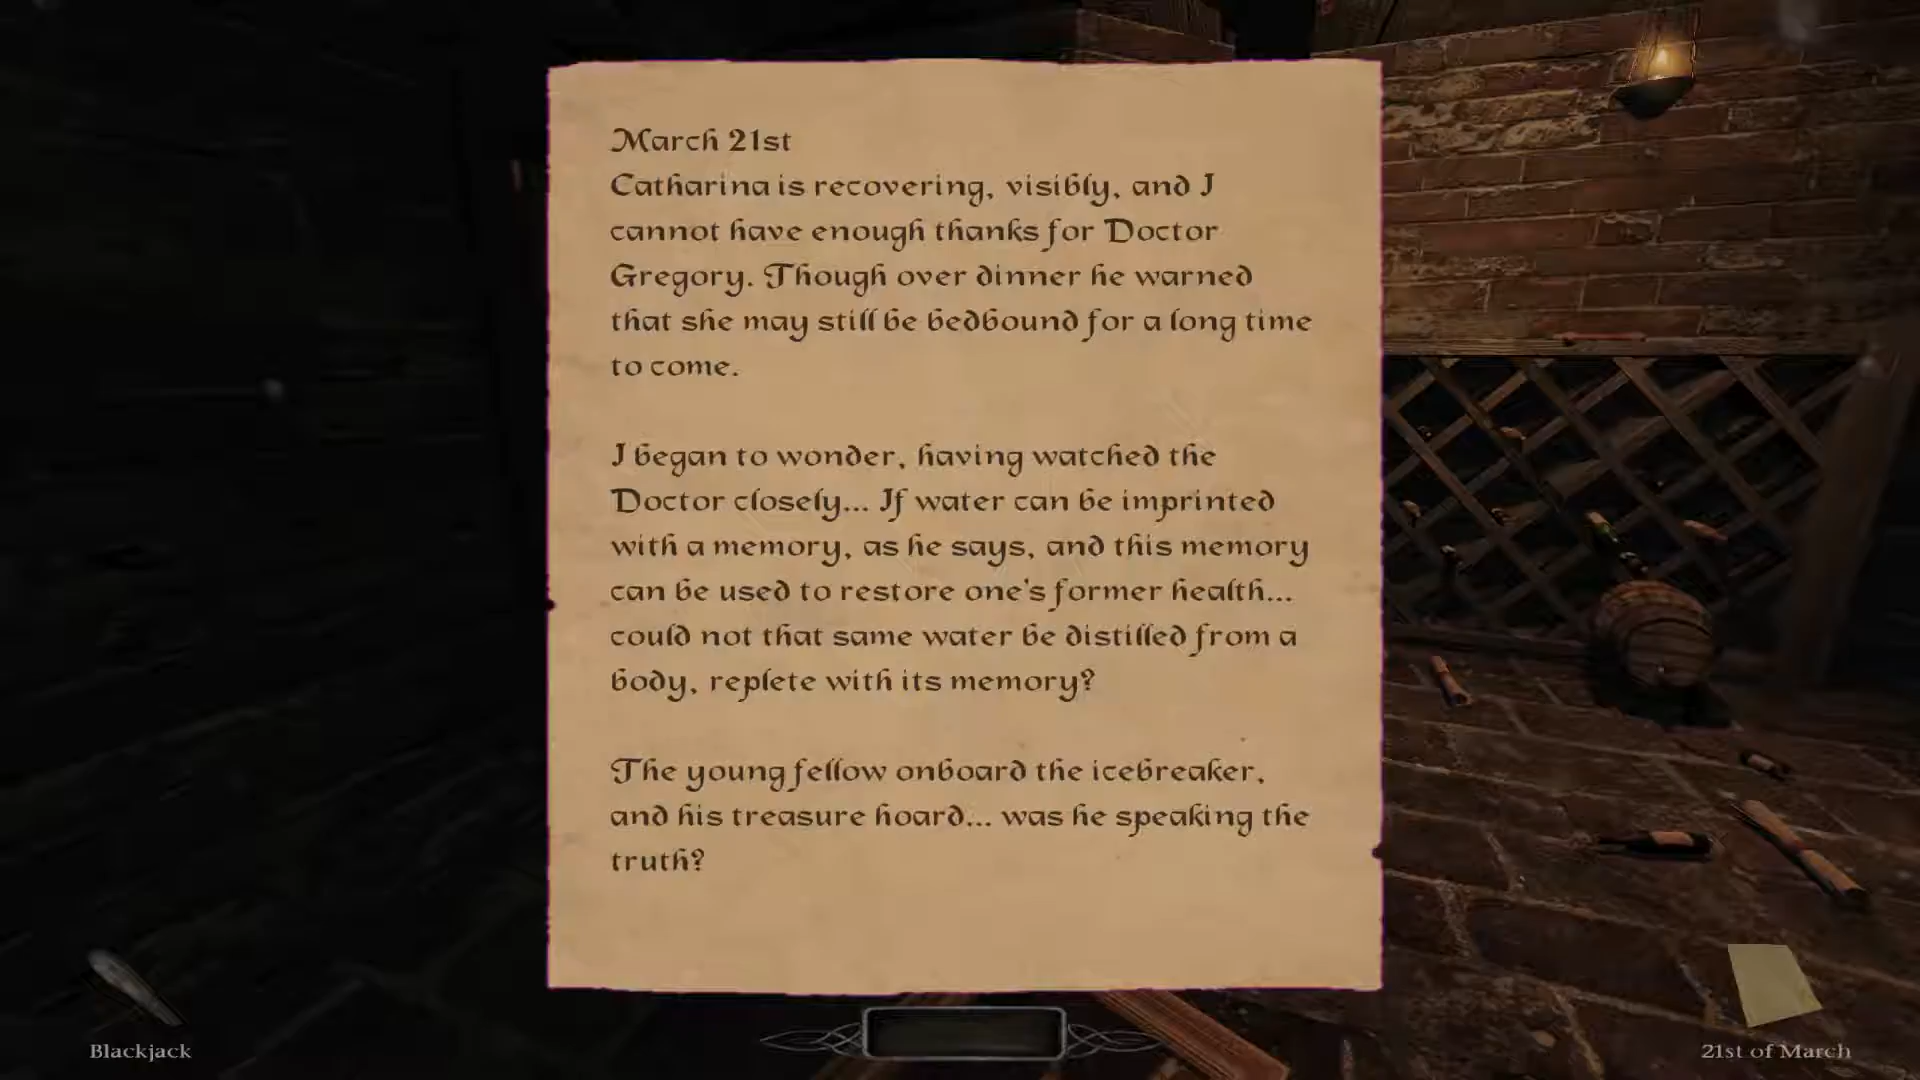 March 21st
Catharina is recovering, visibly, and I
cannot have enough thanks for Doctor
Gregory. Though over dinner he warned
that she may still be bedbound for a long time
to come.
I began to wonder, having watched the
Doctor closely... If water can be imprinted
with a memory, as he says, and this memory
can be used to restore one's former health...
could not that same water be distilled from a
body, replete with its memory?
The young fellow onboard the icebreaker,
and his treasure hoard... was he speaking the
truth?
Blackjack
21st of March